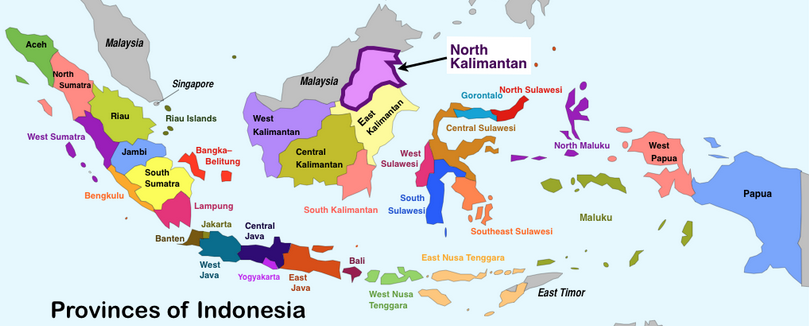 Aceh
Malaysia
North
Sumatra
Singapore
Riau
Riau Islands
West Sumatra
Jambi
Bangka–
Belitung
South
Sumatra
Bengkulu
Lampung
Malaysia
North
Kalimantan
West
Kalimantan
East
Kalimantan
Central
Kalimantan
South Kalimantan
Gorontalo
North Sulawesi
Central Sulawesi
West
Sulawesi
South
Sulawesi
Southeast Sulawesi
North Maluku
West
Papua
Papua
Maluku
Banten
Jakarta
West
Java
Central
Java
Yogyakarta
East
Java
Bali
West Nusa
Tenggara
East Nusa Tenggara
East Timor
Provinces of Indonesia